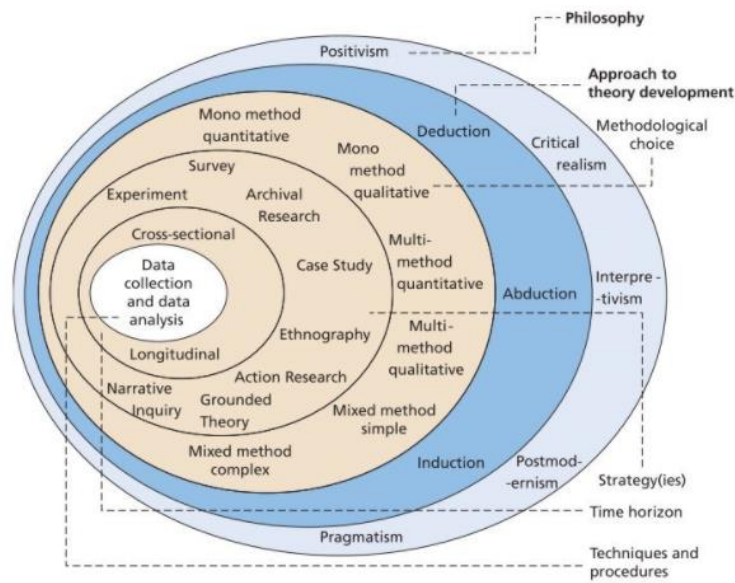 Philosophy
Positivism
Approach to
theory development
Mono method
quantitative
Deduction
Methodological
choice
Critical
realism
Mono
method
qualitative
Survey
Experiment
Archival
Research
Cross-sectional
Multi-
method
quantitative
Case Study
Data
collection
and data
analysis
Interpre-
-tivism
Abduction
Ethnography
Multi-
method
qualitative
Longitudinal
Action Research
Narrative
Inquiry
Grounded
Theory
Mixed method
simple
Mixed method
complex
Induction
Postmod-
-ernism
Strategy(ies)
Time horizon
Pragmatism
Techniques and
procedures